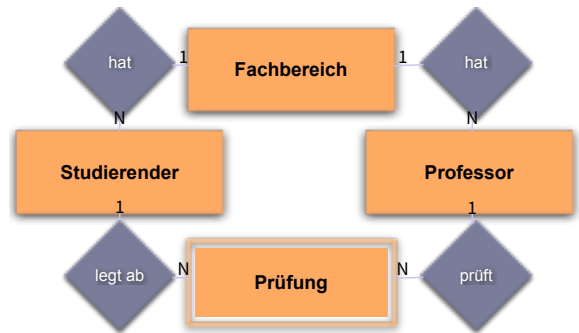 hat
1
Fachbereich
1
hat
N
N
Studierender
Professor
1
1
legt ab
N
Prüfung
N
prüft